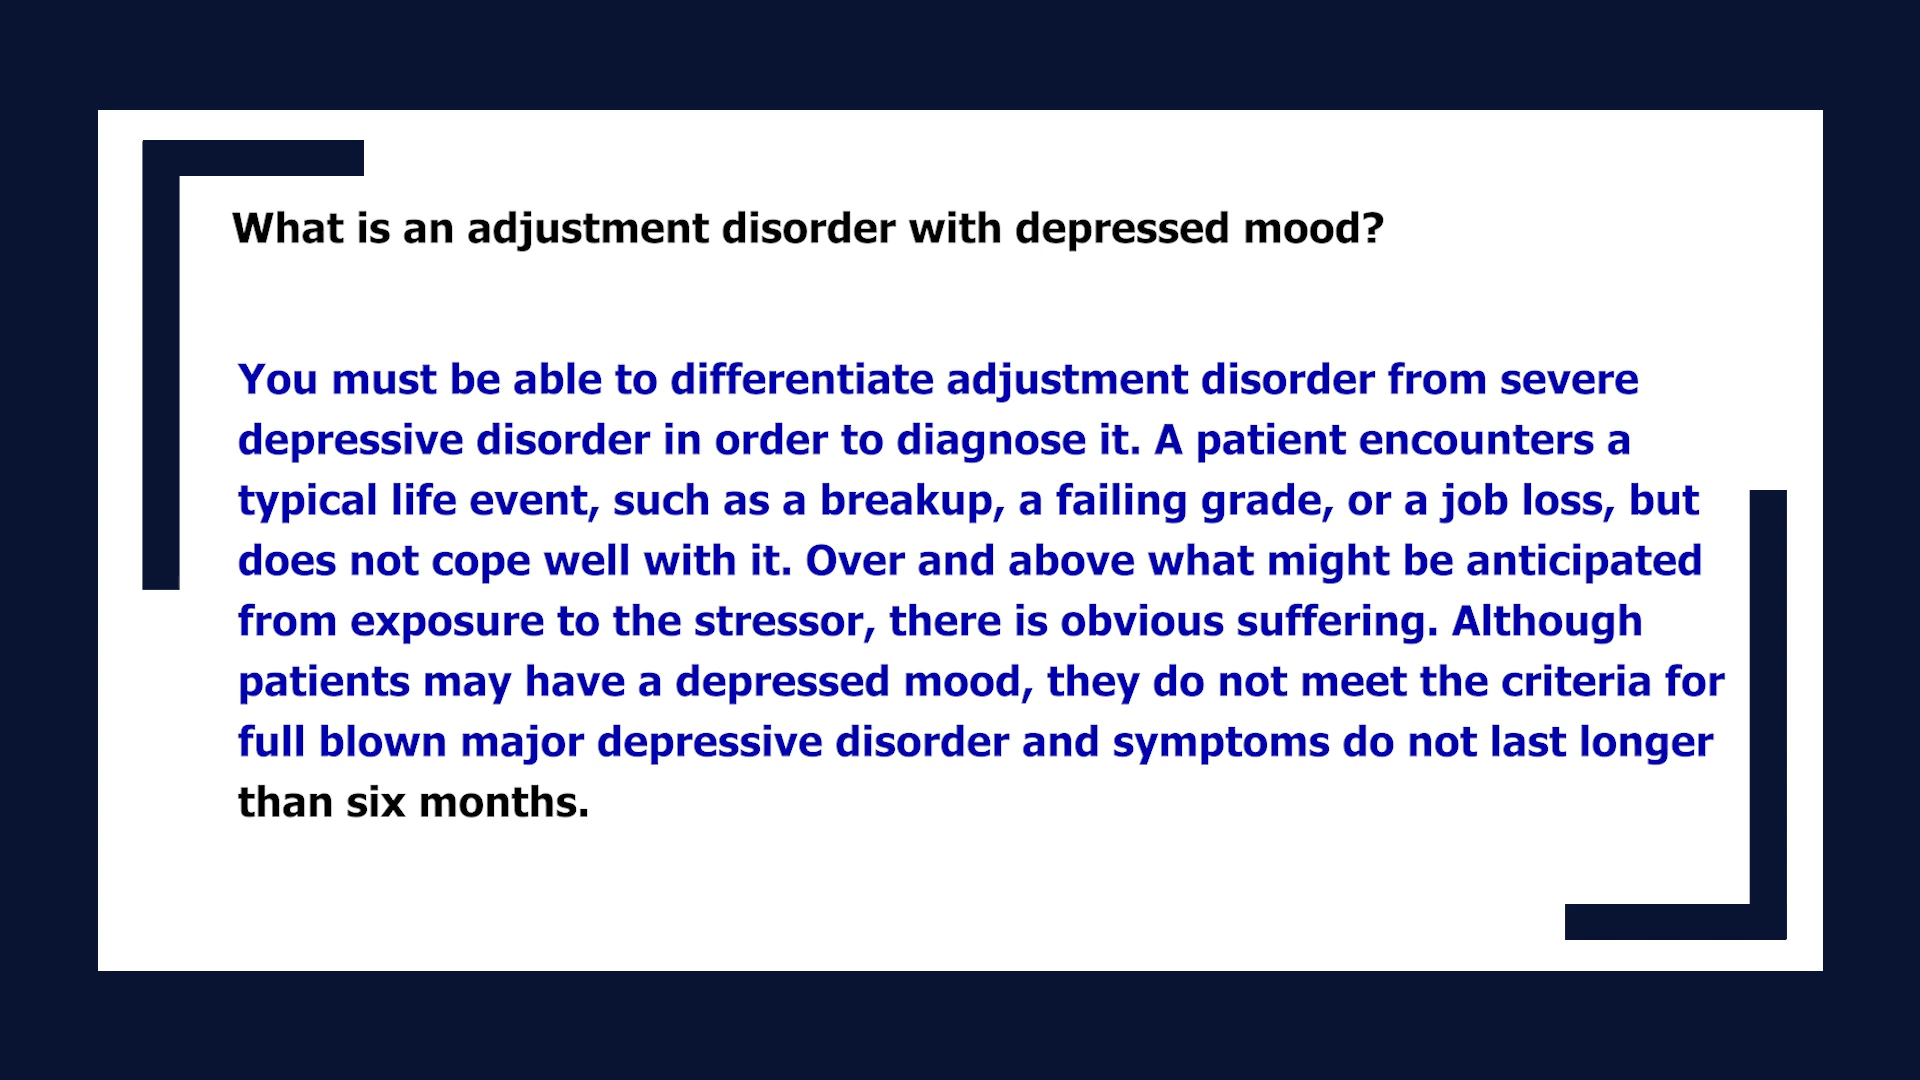 What is an adjustment disorder with depressed mood?
You must be able to differentiate adjustment disorder from severe
depressive disorder in order to diagnose it. A patient encounters a
typical life event, such as a breakup, a failing grade, or a job loss, but
does not cope well with it. Over and above what might be anticipated
from exposure to the stressor, there is obvious suffering. Although
patients may have a depressed mood, they do not meet the criteria for
full blown major depressive disorder and symptoms do not last longer
than six months.